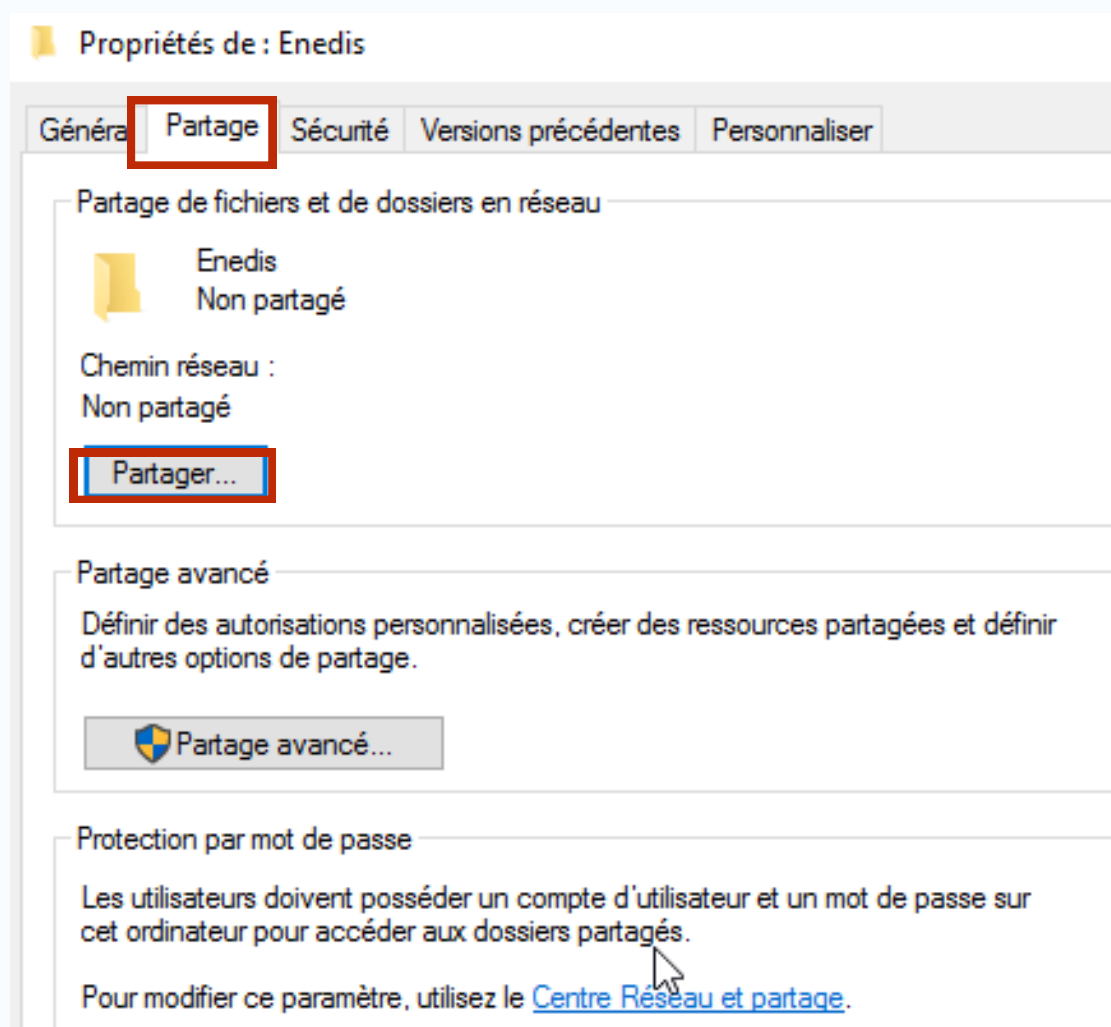 Propriétés de : Enedis
Généra Partage Sécurité Versions précédentes Personnaliser
Partage de fichiers et de dossiers en réseau
Enedis
Non partagé
Chemin réseau :
Non partagé
Partager...
Partage avancé
Définir des autorisations personnalisées, créer des ressources partagées et définir
d'autres options de partage.
Partage avancé...
Protection par mot de passe
Les utilisateurs doivent posséder un compte d'utilisateur et un mot de passe sur
cet ordinateur pour accéder aux dossiers partagés.
Pour modifier ce paramètre, utilisez le Centre Réseau et partage.